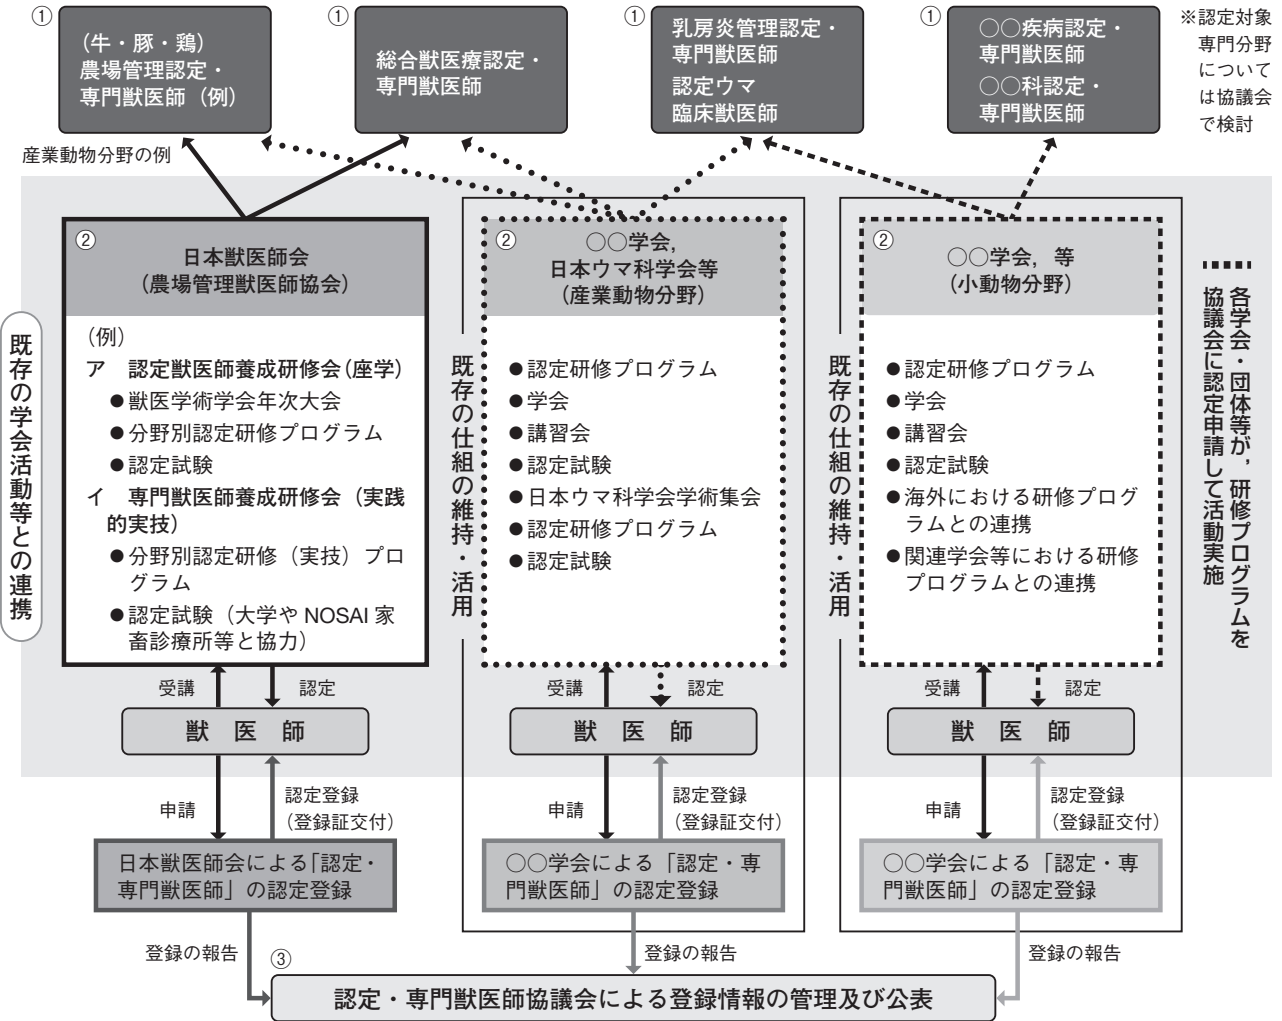 ①
（牛・豚・鶏）
農場管理認定・
専門獣医師（例）
①
総合獣医療認定・
専門獣医師
①
乳房炎管理認定・
専門獣医師
認定ウマ
臨床獣医師
①
○○疾病認定・
専門獣医師
○○科認定・
専門獣医師
※認定対象
専門分野
について
は協議会
で検討
産業動物分野の例
既存の学会活動等との連携
②
日本獣医師会
（農場管理獣医師協会）
（例）
ア　認定獣医師養成研修会（座学）
●獣医学術学会年次大会
●分野別認定研修プログラム
●認定試験
イ　専門獣医師養成研修会（実践
的実技）
●分野別認定研修（実技）プロ
グラム
●認定試験（大学や NOSAI 家
畜診療所等と協力）
既存の仕組の維持・活用
②
○○学会，
日本ウマ科学会等
（産業動物分野）
●認定研修プログラム
●学会
●講習会
●認定試験
●日本ウマ科学会学術集会
●認定研修プログラム
●認定試験
既存の仕組の維持・活用
②
○○学会，等
（小動物分野）
●認定研修プログラム
●学会
●講習会
●認定試験
●海外における研修プログ
ラムとの連携
●関連学会等における研修
プログラムとの連携
各学会・団体等が，研修プログラムを
協議会に認定申請して活動実施
受講
認定
受講
認定
受講
認定
獣　医　師
獣　医　師
獣　医　師
申請
認定登録
（登録証交付）
申請
認定登録
（登録証交付）
申請
認定登録
（登録証交付）
日本獣医師会による「認定・
専門獣医師」の認定登録
○○学会による「認定・専
門獣医師」の認定登録
○○学会による「認定・専
門獣医師」の認定登録
登録の報告
登録の報告
登録の報告
③
認定・専門獣医師協議会による登録情報の管理及び公表